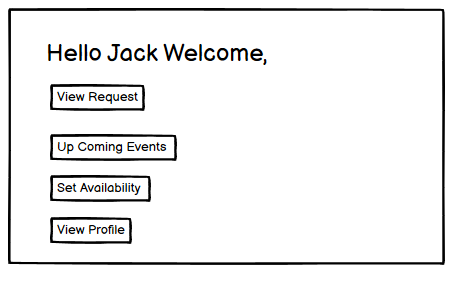 Hello Jack Welcome,
View Request
Up Coming Events
Set Availability
View Profile